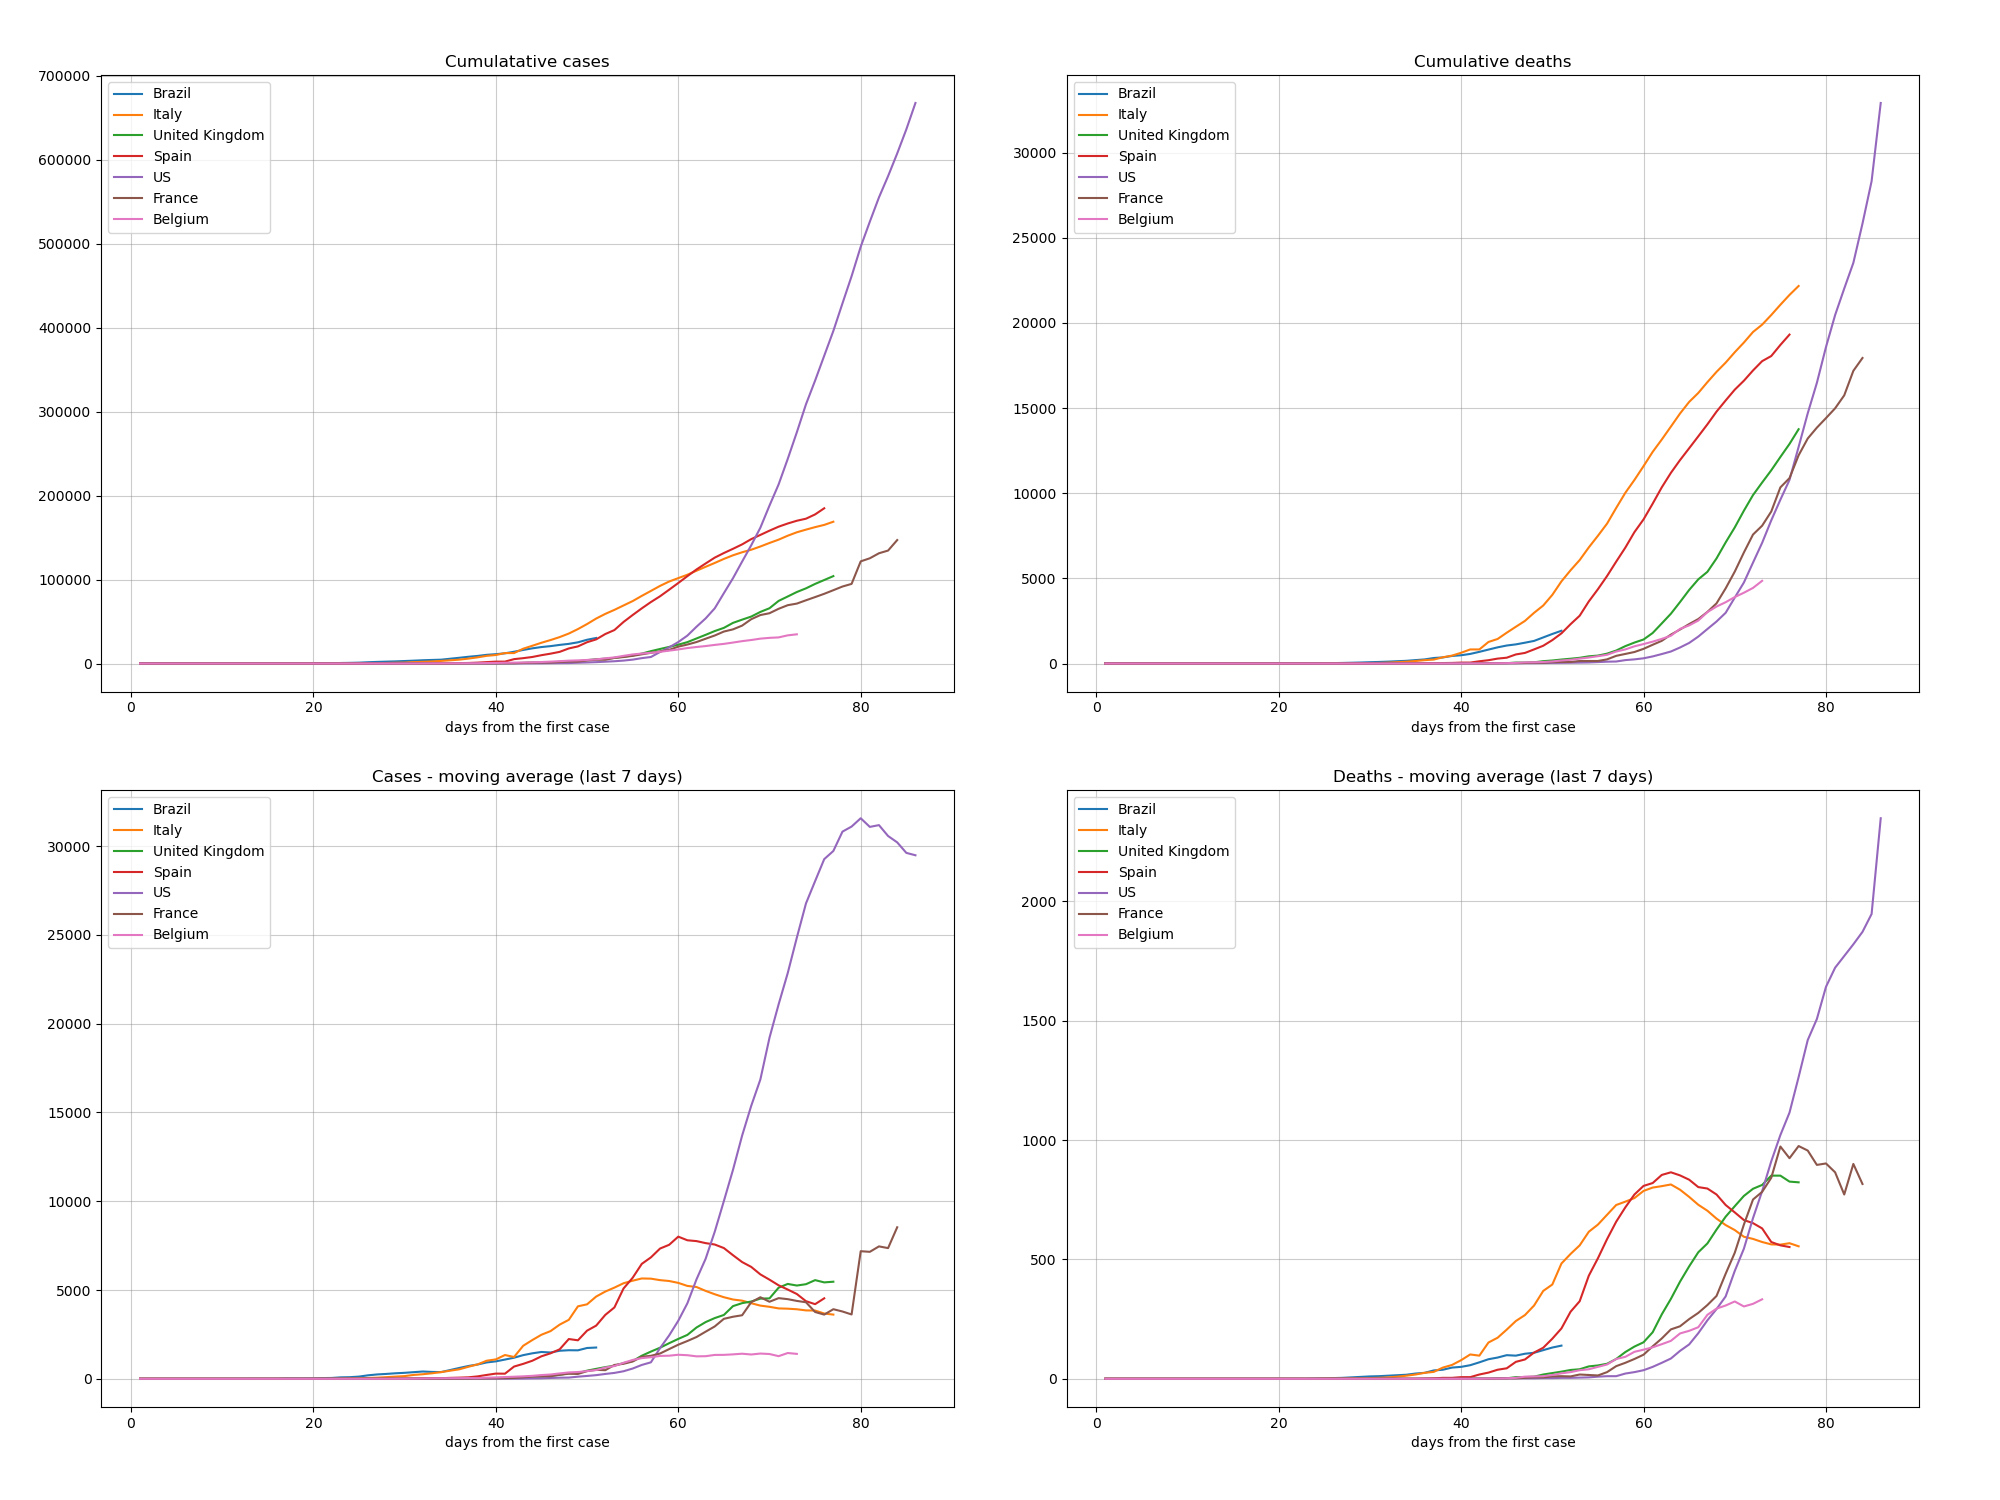 Cumulatative cases
700000
600000
500000
400000
300000
200000
100000
0
Brazil
Italy
United Kingdom
Spain
US
France
Belgium
0 20 40 60 80
days from the first case
Cumulative deaths
30000
25000
20000
15000
10000
5000
0
Brazil
Italy
United Kingdom
Spain
US
France
Belgium
0 20 40 60 80
days from the first case
Cases - moving average (last 7 days)
30000
25000
20000
15000
10000
5000
0
Brazil
Italy
United Kingdom
Spain
US
France
Belgium
0 20 40 60 80
days from the first case
Deaths - moving average (last 7 days)
2000
1500
1000
500
0
Brazil
Italy
United Kingdom
Spain
US
France
Belgium
0 20 40 60 80
days from the first case